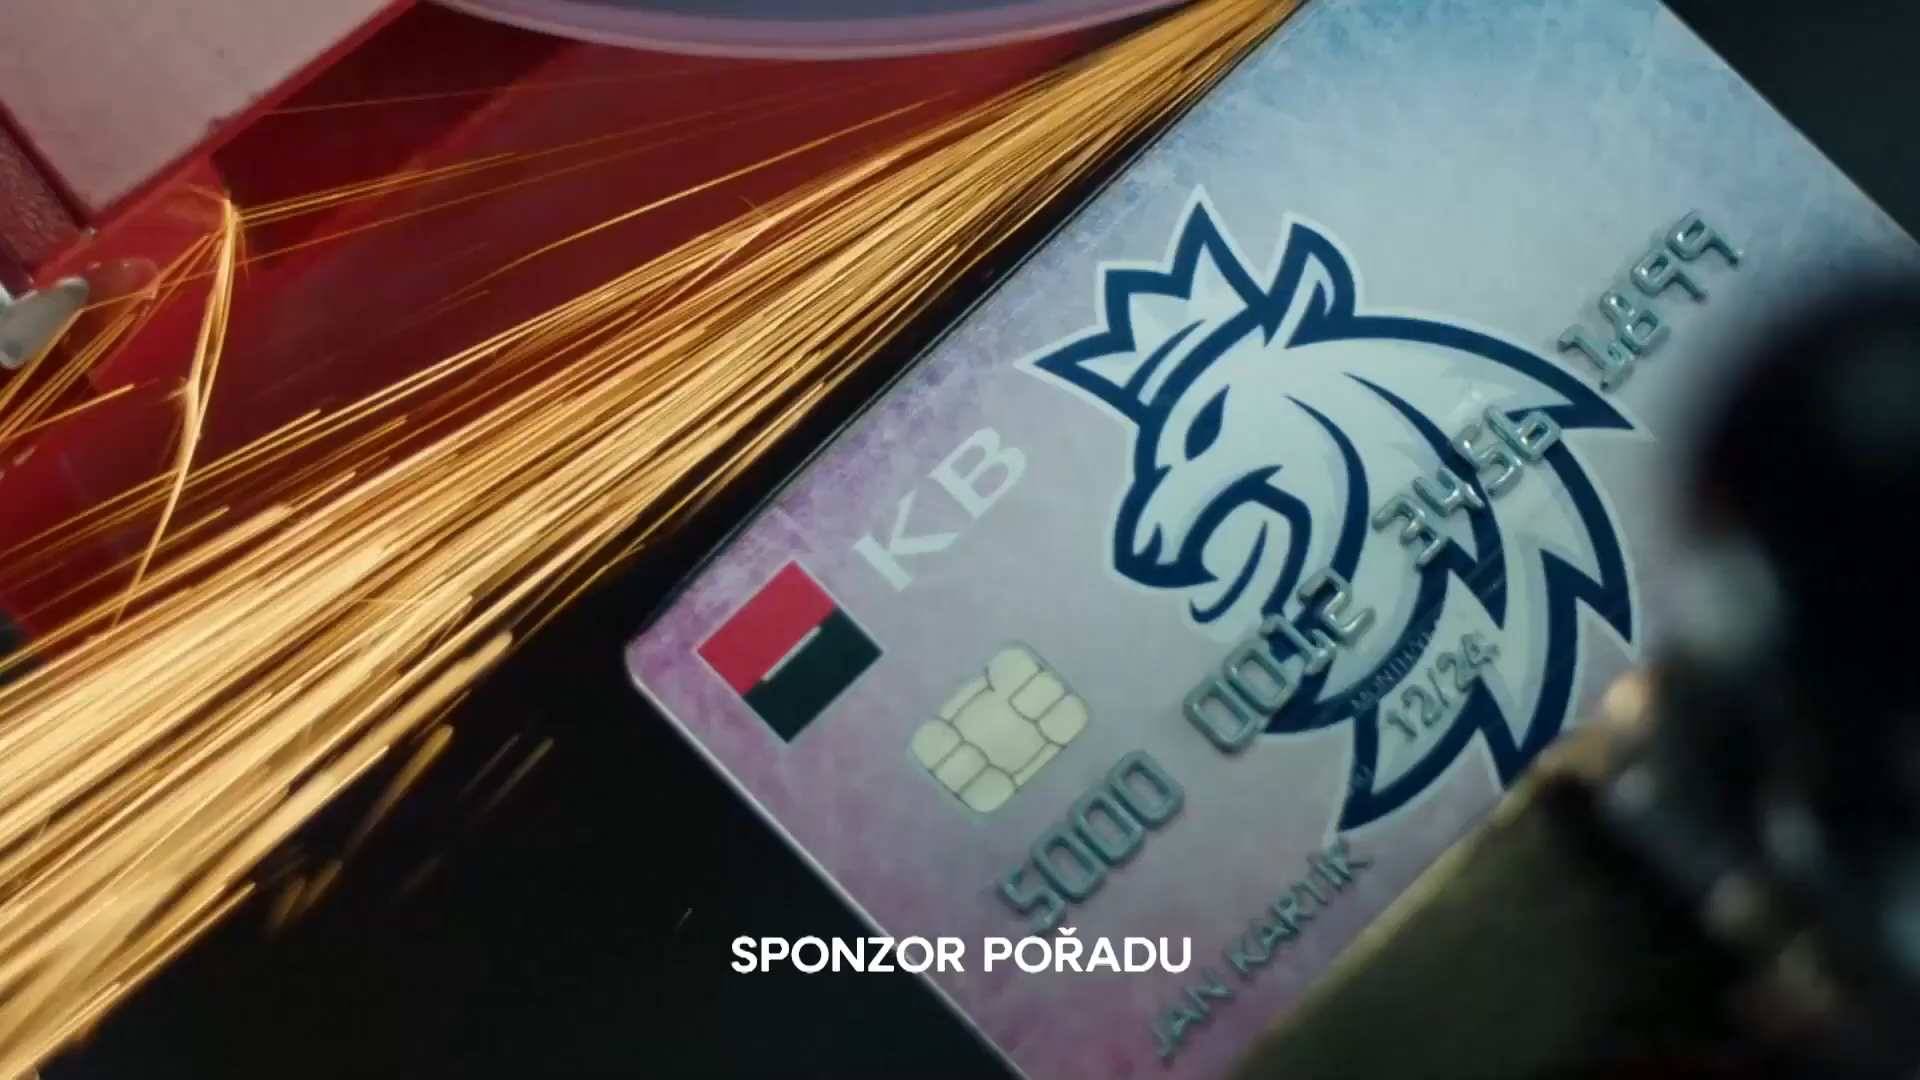 KB
5000 0012 3456 1899
12/24
JAN KARTÍK
SPONZOR POŘADU